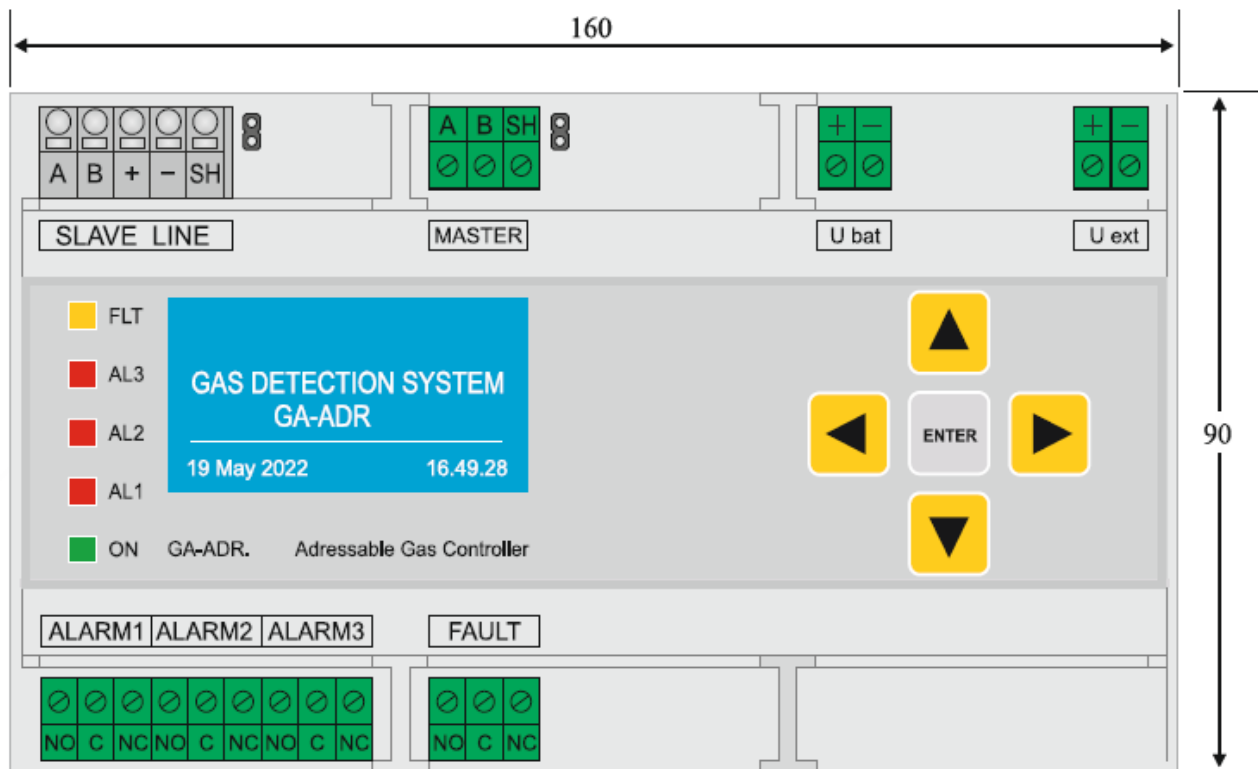 160
A B SH + − + −
A B + − SH
SLAVE LINE MASTER U bat U ext
FLT
AL3
GAS DETECTION SYSTEM
GA-ADR
AL2
ENTER
90
19 May 2022 16.49.28
AL1
ON GA-ADR. Adressable Gas Controller
ALARM1 ALARM2 ALARM3 FAULT
NO C NC NO C NC NO C NC NO C NC